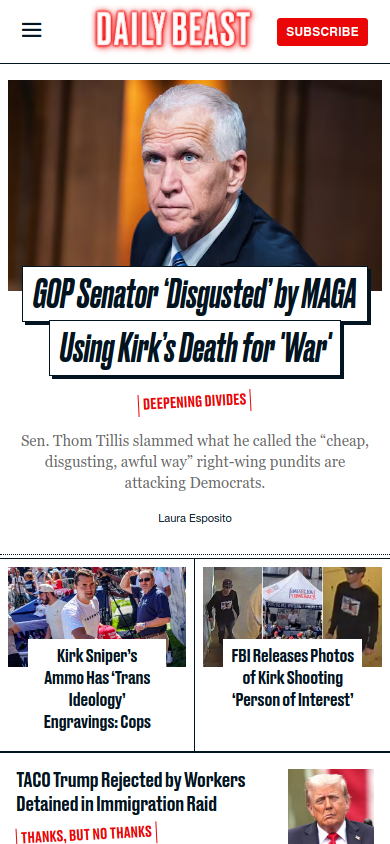 DAILY BEAST
SUBSCRIBE
GOP Senator ‘Disgusted’ by MAGA
Using Kirk’s Death for 'War'
DEEPENING DIVIDES
Sen. Thom Tillis slammed what he called the “cheap,
disgusting, awful way” right-wing pundits are
attacking Democrats.
Laura Esposito
Kirk Sniper’s
Ammo Has ‘Trans
Ideology’
Engravings: Cops
FBI Releases Photos
of Kirk Shooting
‘Person of Interest’
TACO Trump Rejected by Workers
Detained in Immigration Raid
THANKS, BUT NO THANKS